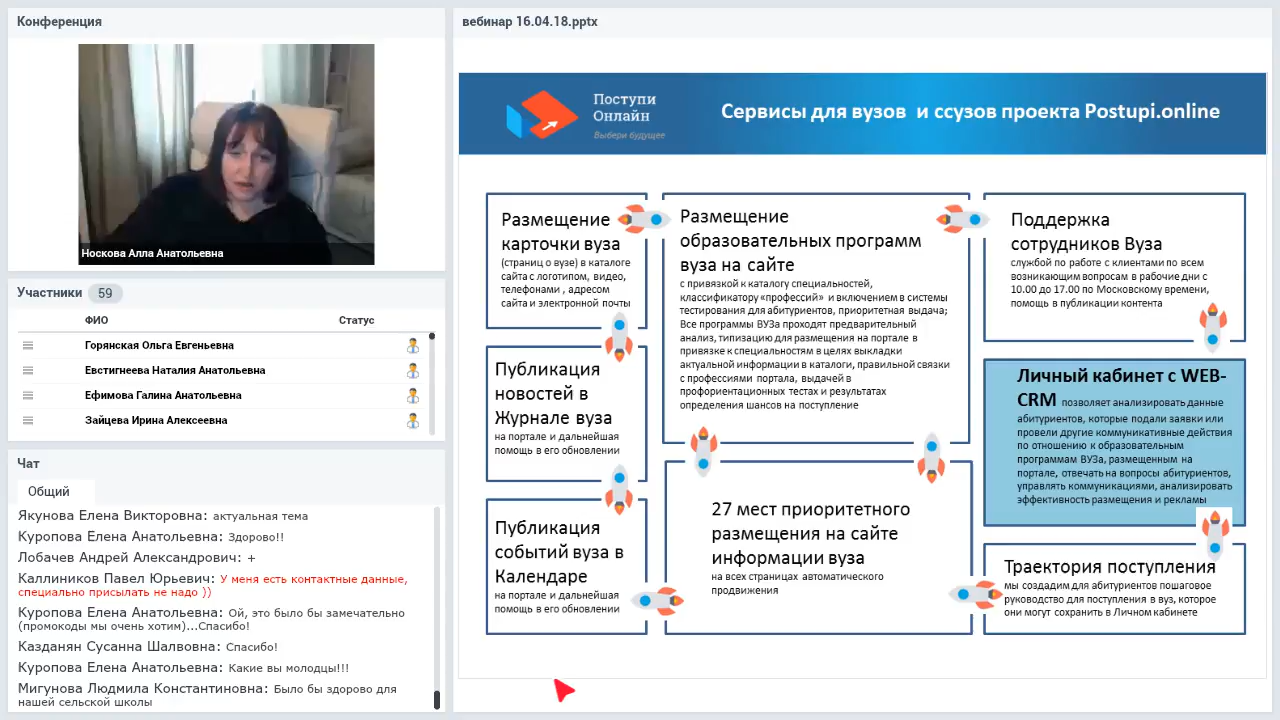 Конференция
Носкова Алла Анатольевна
Участники 59
ФИО Статус
Горянская Ольга Евгеньевна
Евстигнеева Наталия Анатольевна
Ефимова Галина Анатольевна
Зайцева Ирина Алексеевна
Чат
Общий
Якунова Елена Викторовна: актуальная тема
Куропова Елена Анатольевна: Здорово!!
Лобачев Андрей Александрович: +
Каллиников Павел Юрьевич: У меня есть контактные данные,
специально присылать не надо ))
Куропова Елена Анатольевна: Ой, это было бы замечательно
(промокоды мы очень хотим)...Спасибо!
Казданян Сусанна Шалвовна: Спасибо!
Куропова Елена Анатольевна: Какие вы молодцы!!!
Мигунова Людмила Константиновна: Было бы здорово для
нашей сельской школы
вебинар 16.04.18.pptx
Поступи
Онлайн
Выбери будущее
Сервисы для вузов и ссузов проекта Postupi.online
Размещение
карточки вуза
(страниц о вузе) в каталоге
сайта с логотипом, видео,
телефонами , адресом
сайта и электронной почты
Публикация
новостей в
Журнале вуза
на портале и дальнейшая
помощь в его обновлении
Публикация
событий вуза в
Календаре
на портале и дальнейшая
помощь в его обновлении
Размещение
образовательных программ
вуза на сайте
с привязкой к каталогу специальностей,
классификатору «профессий» и включением в системы
тестирования для абитуриентов, приоритетная выдача;
Все программы ВУЗа проходят предварительный
анализ, типизацию для размещения на портале в
привязке к специальностям в целях выкладки
актуальной информации в каталоги, правильной связки
с профессиями портала, выдачей в
профориентационных тестах и результатах
определения шансов на поступление
27 мест приоритетного
размещения на сайте
информации вуза
на всех страницах автоматического
продвижения
Поддержка
сотрудников Вуза
службой по работе с клиентами по всем
возникающим вопросам в рабочие дни с
10.00 до 17.00 по Московскому времени,
помощь в публикации контента
Личный кабинет с WEB-
CRM позволяет анализировать данные
абитуриентов, которые подали заявки или
провели другие коммуникативные действия
по отношению к образовательным
программам ВУЗа, размещенным на
портале, отвечать на вопросы абитуриентов,
управлять коммуникациями, анализировать
эффективность размещения и рекламы
Траектория поступления
мы создадим для абитуриентов пошаговое
руководство для поступления в вуз, которое
они могут сохранить в Личном кабинете